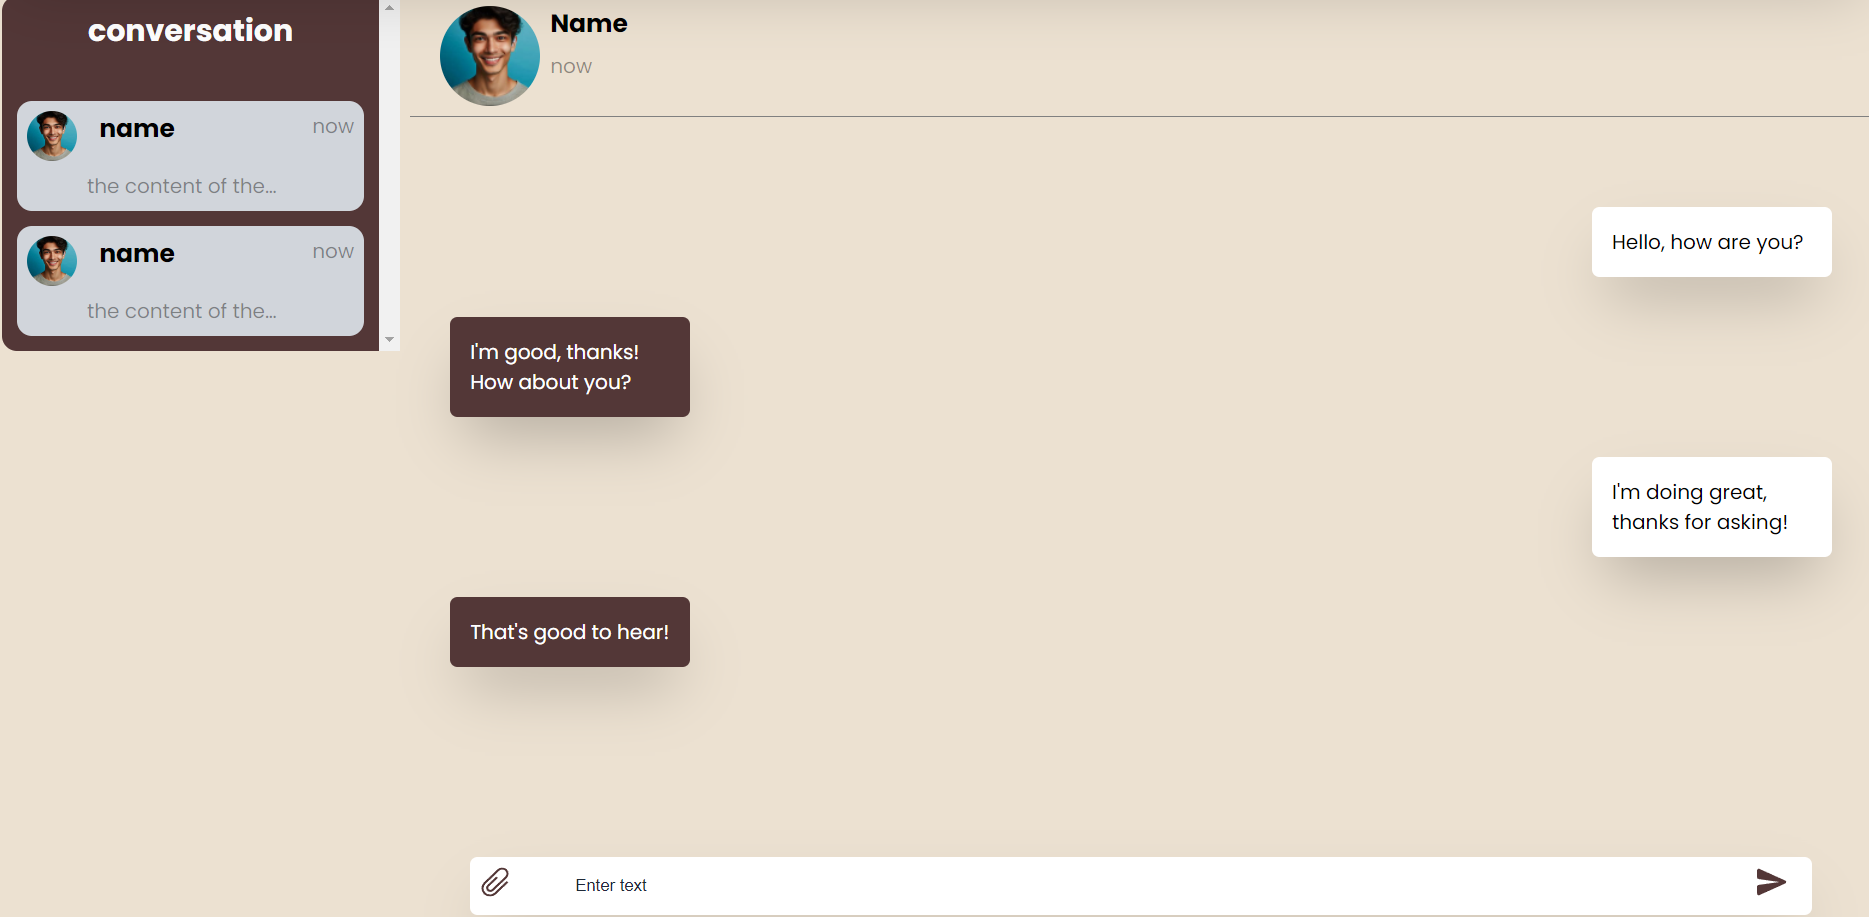 conversation
name
now
the content of the...
name
now
the content of the...
Name
now
Hello, how are you?
I'm good, thanks!
How about you?
I'm doing great,
thanks for asking!
That's good to hear!
Enter text